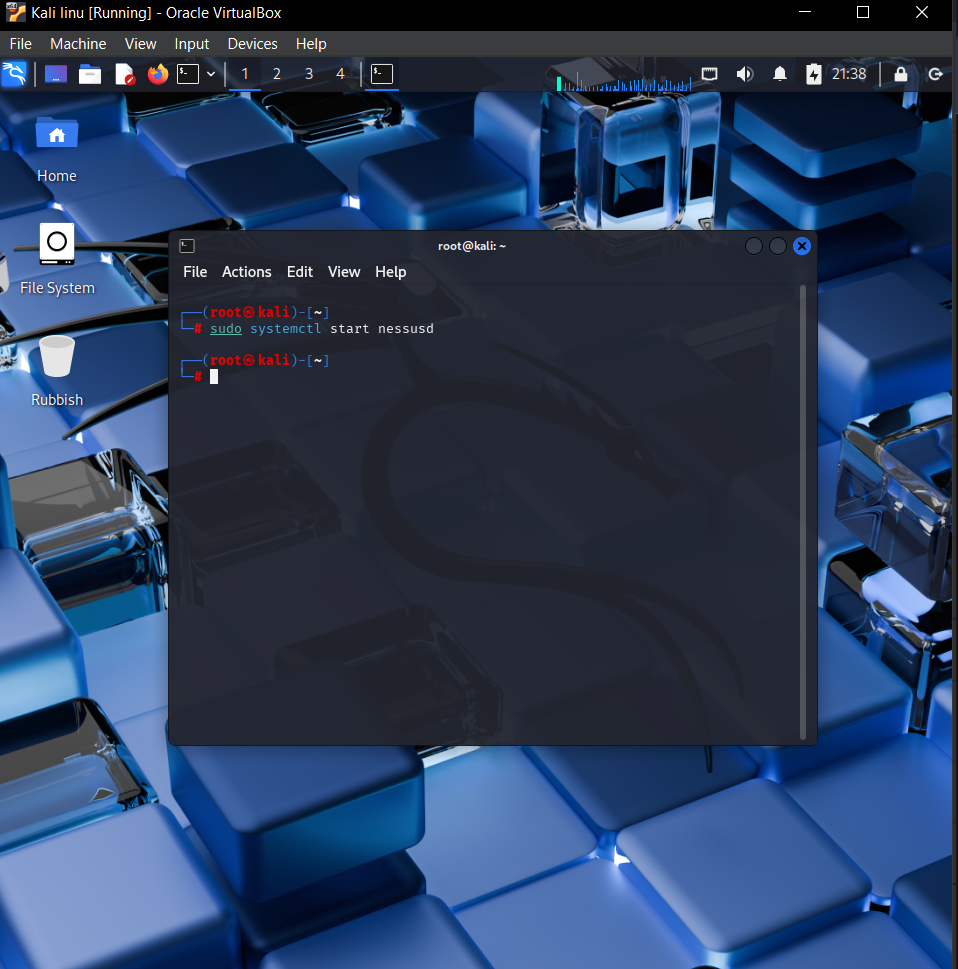 Kali linu [Running] - Oracle VirtualBox
File Machine View Input Devices Help
1 2 3 4 21:38
Home
File System
Rubbish
root@kali: ~
File Actions Edit View Help
┌──(root㉿kali)-[~]
└─# sudo systemctl start nessusd
┌──(root㉿kali)-[~]
└─#